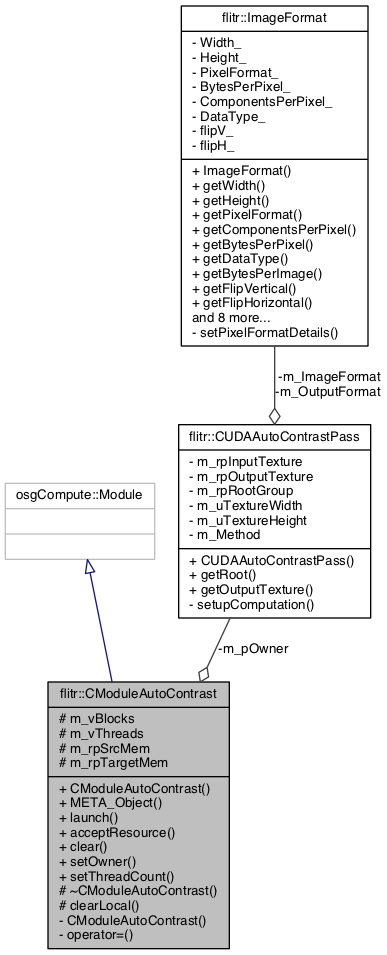 flitr::ImageFormat
- Width_
- Height_
- PixelFormat_
- BytesPerPixel_
- ComponentsPerPixel_
- DataType_
- flipV_
- flipH_
+ ImageFormat()
+ getWidth()
+ getHeight()
+ getPixelFormat()
+ getComponentsPerPixel()
+ getBytesPerPixel()
+ getDataType()
+ getBytesPerImage()
+ getFlipVertical()
+ getFlipHorizontal()
and 8 more...
- setPixelFormatDetails()
-m_ImageFormat
-m_OutputFormat
flitr::CUDAAutoContrastPass
- m_rpInputTexture
- m_rpOutputTexture
- m_rpRootGroup
- m_uTextureWidth
- m_uTextureHeight
- m_Method
+ CUDAAutoContrastPass()
+ getRoot()
+ getOutputTexture()
- setupComputation()
osgCompute::Module
-m_pOwner
flitr::CModuleAutoContrast
# m_vBlocks
# m_vThreads
# m_rpSrcMem
# m_rpTargetMem
+ CModuleAutoContrast()
+ META_Object()
+ launch()
+ acceptResource()
+ clear()
+ setOwner()
+ setThreadCount()
# ~CModuleAutoContrast()
# clearLocal()
- CModuleAutoContrast()
- operator=()